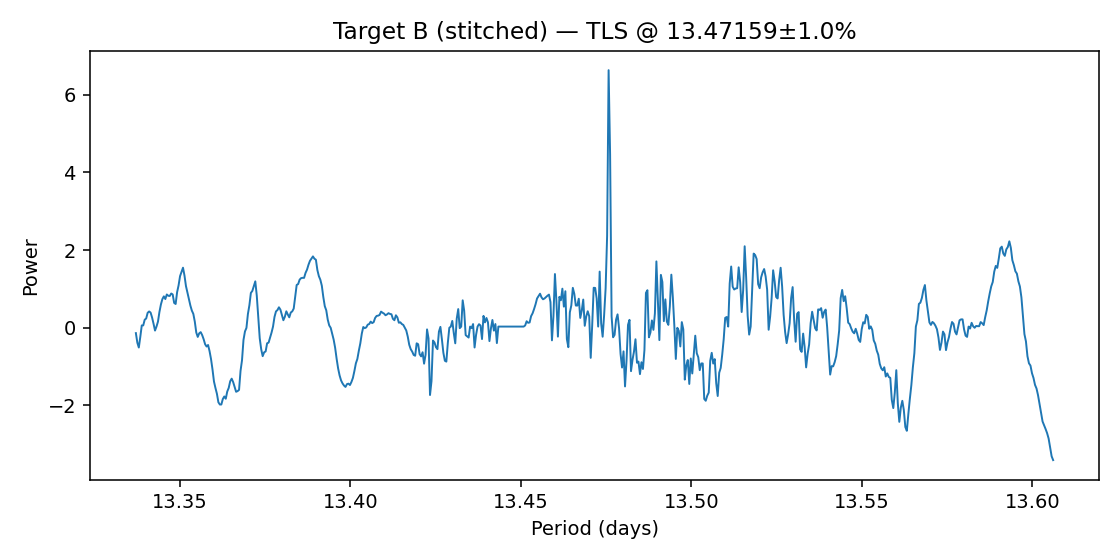 Target B (stitched) — TLS @ 13.47159±1.0%
6
4
2
0
−2
Power
13.35 13.40 13.45 13.50 13.55 13.60
Period (days)